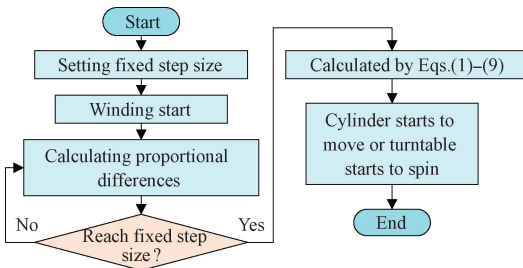 Start
Setting fixed step size
Winding start
Calculating proportional
differences
No
Yes
Reach fixed step
size?
Calculated by Eqs.(1)–(9)
Cylinder starts to
move or turntable
starts to spin
End